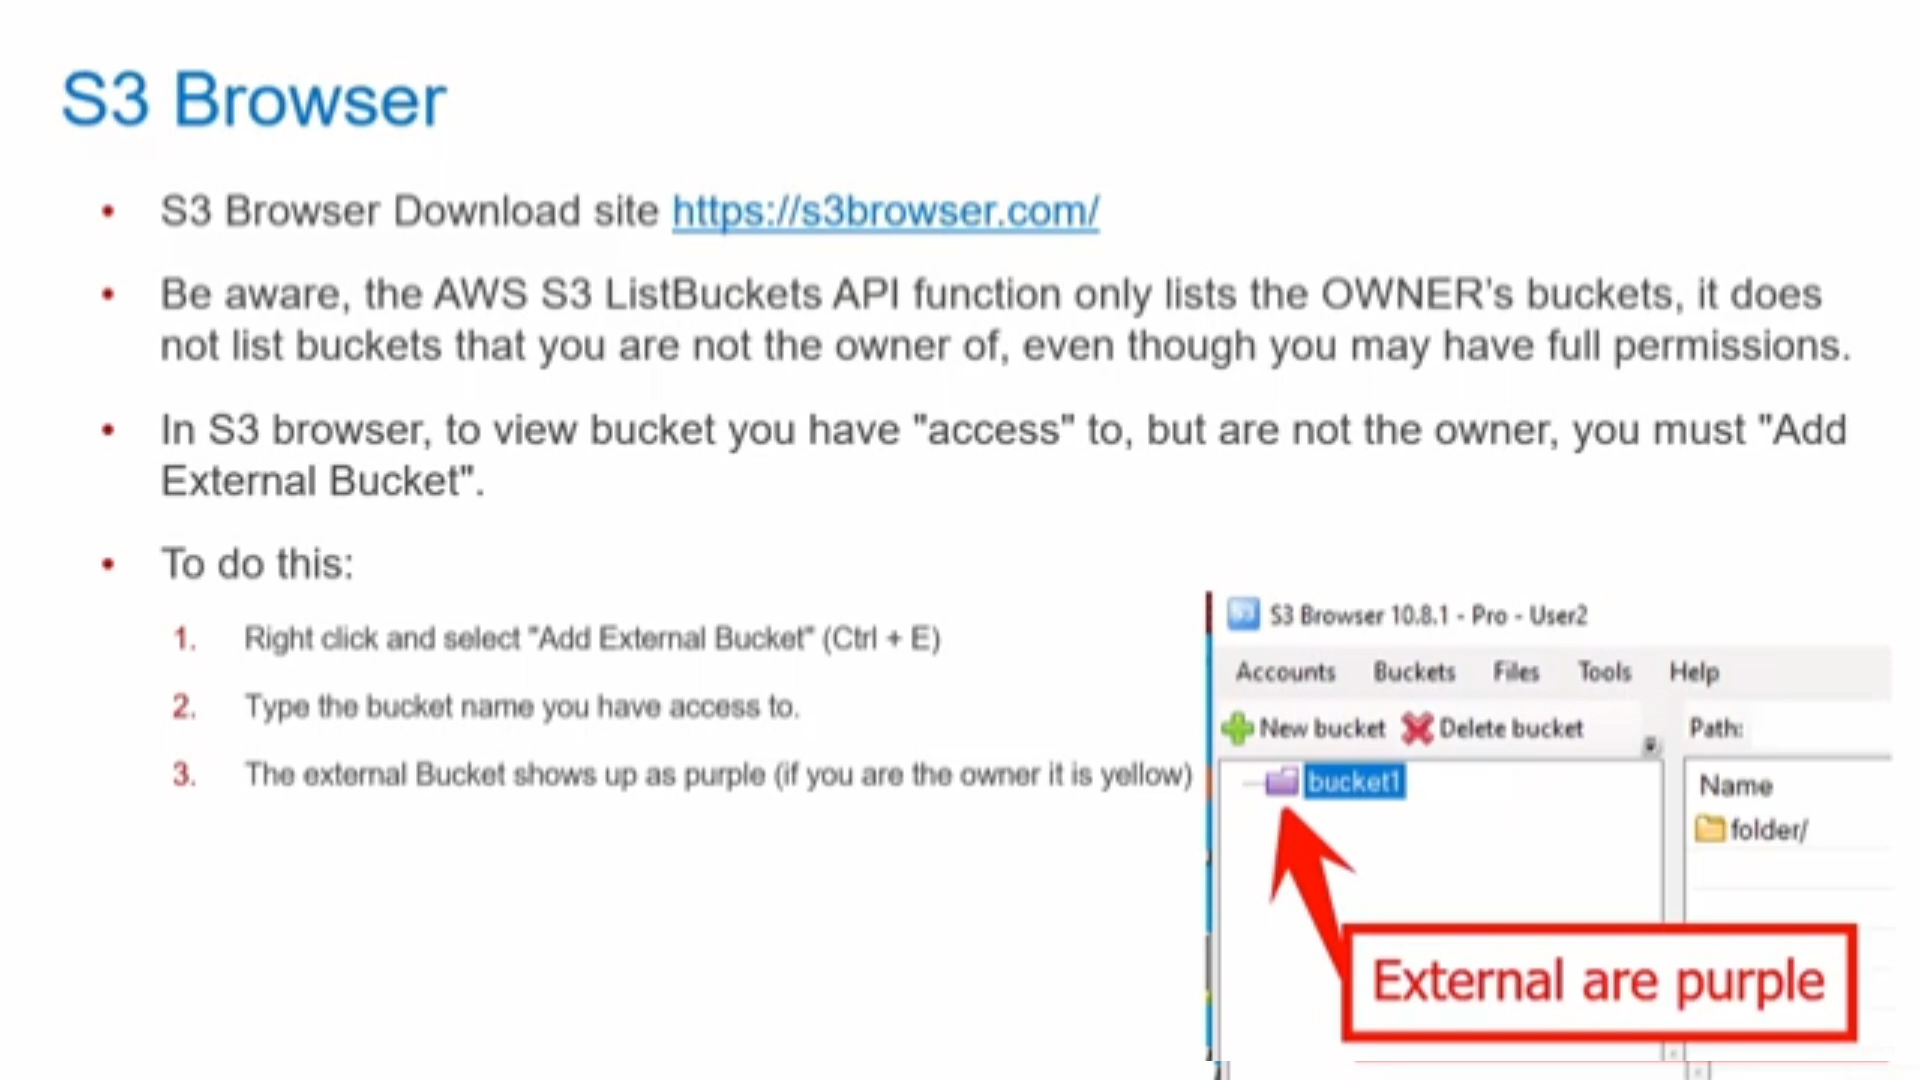 S3 Browser
• S3 Browser Download site https://s3browser.com/
• Be aware, the AWS S3 ListBuckets API function only lists the OWNER's buckets, it does
not list buckets that you are not the owner of, even though you may have full permissions.
• In S3 browser, to view bucket you have "access" to, but are not the owner, you must "Add
External Bucket".
• To do this:
1. Right click and select "Add External Bucket" (Ctrl + E)
2. Type the bucket name you have access to.
3. The external Bucket shows up as purple (if you are the owner it is yellow)
S3 Browser 10.8.1 - Pro - User2
Accounts Buckets Files Tools Help
New bucket Delete bucket
Path:
bucket1
Name
folder/
External are purple